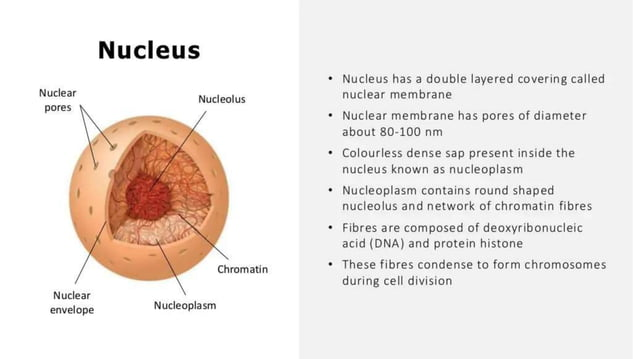 Nucleus
Nuclear
pores
Nucleolus
Chromatin
Nuclear
envelope
Nucleoplasm
• Nucleus has a double layered covering called
nuclear membrane
• Nuclear membrane has pores of diameter
about 80-100 nm
• Colourless dense sap present inside the
nucleus known as nucleoplasm
• Nucleoplasm contains round shaped
nucleolus and network of chromatin fibres
• Fibres are composed of deoxyribonucleic
acid (DNA) and protein histone
• These fibres condense to form chromosomes
during cell division